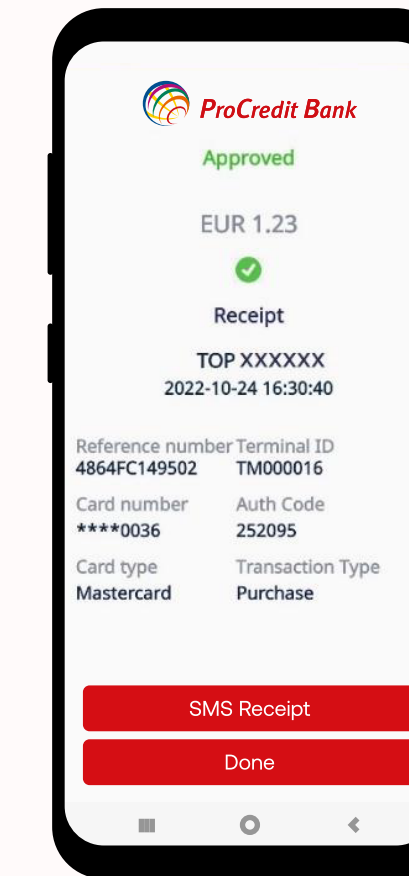 ProCredit Bank
Approved
EUR 1.23
Receipt
TOP XXXXXX
2022-10-24 16:30:40
Reference number Terminal ID
4864FC149502 TM000016
Card number Auth Code
****0036 252095
Card type Transaction Type
Mastercard Purchase
SMS Receipt
Done